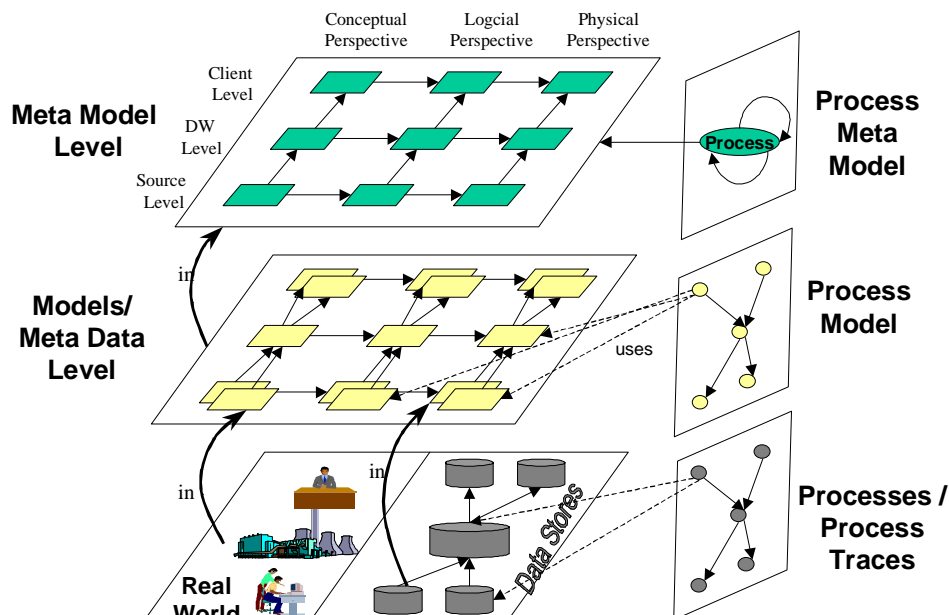 Conceptual
Perspective
Logcial
Perspective
Physical
Perspective
Client
Level
DW
Level
Source
Level
Meta Model
Level
Process
Process
Meta
Model
in
Models/
Meta Data
Level
uses
Process
Model
in
in
Data Stores
Real
World
Processes /
Process
Traces